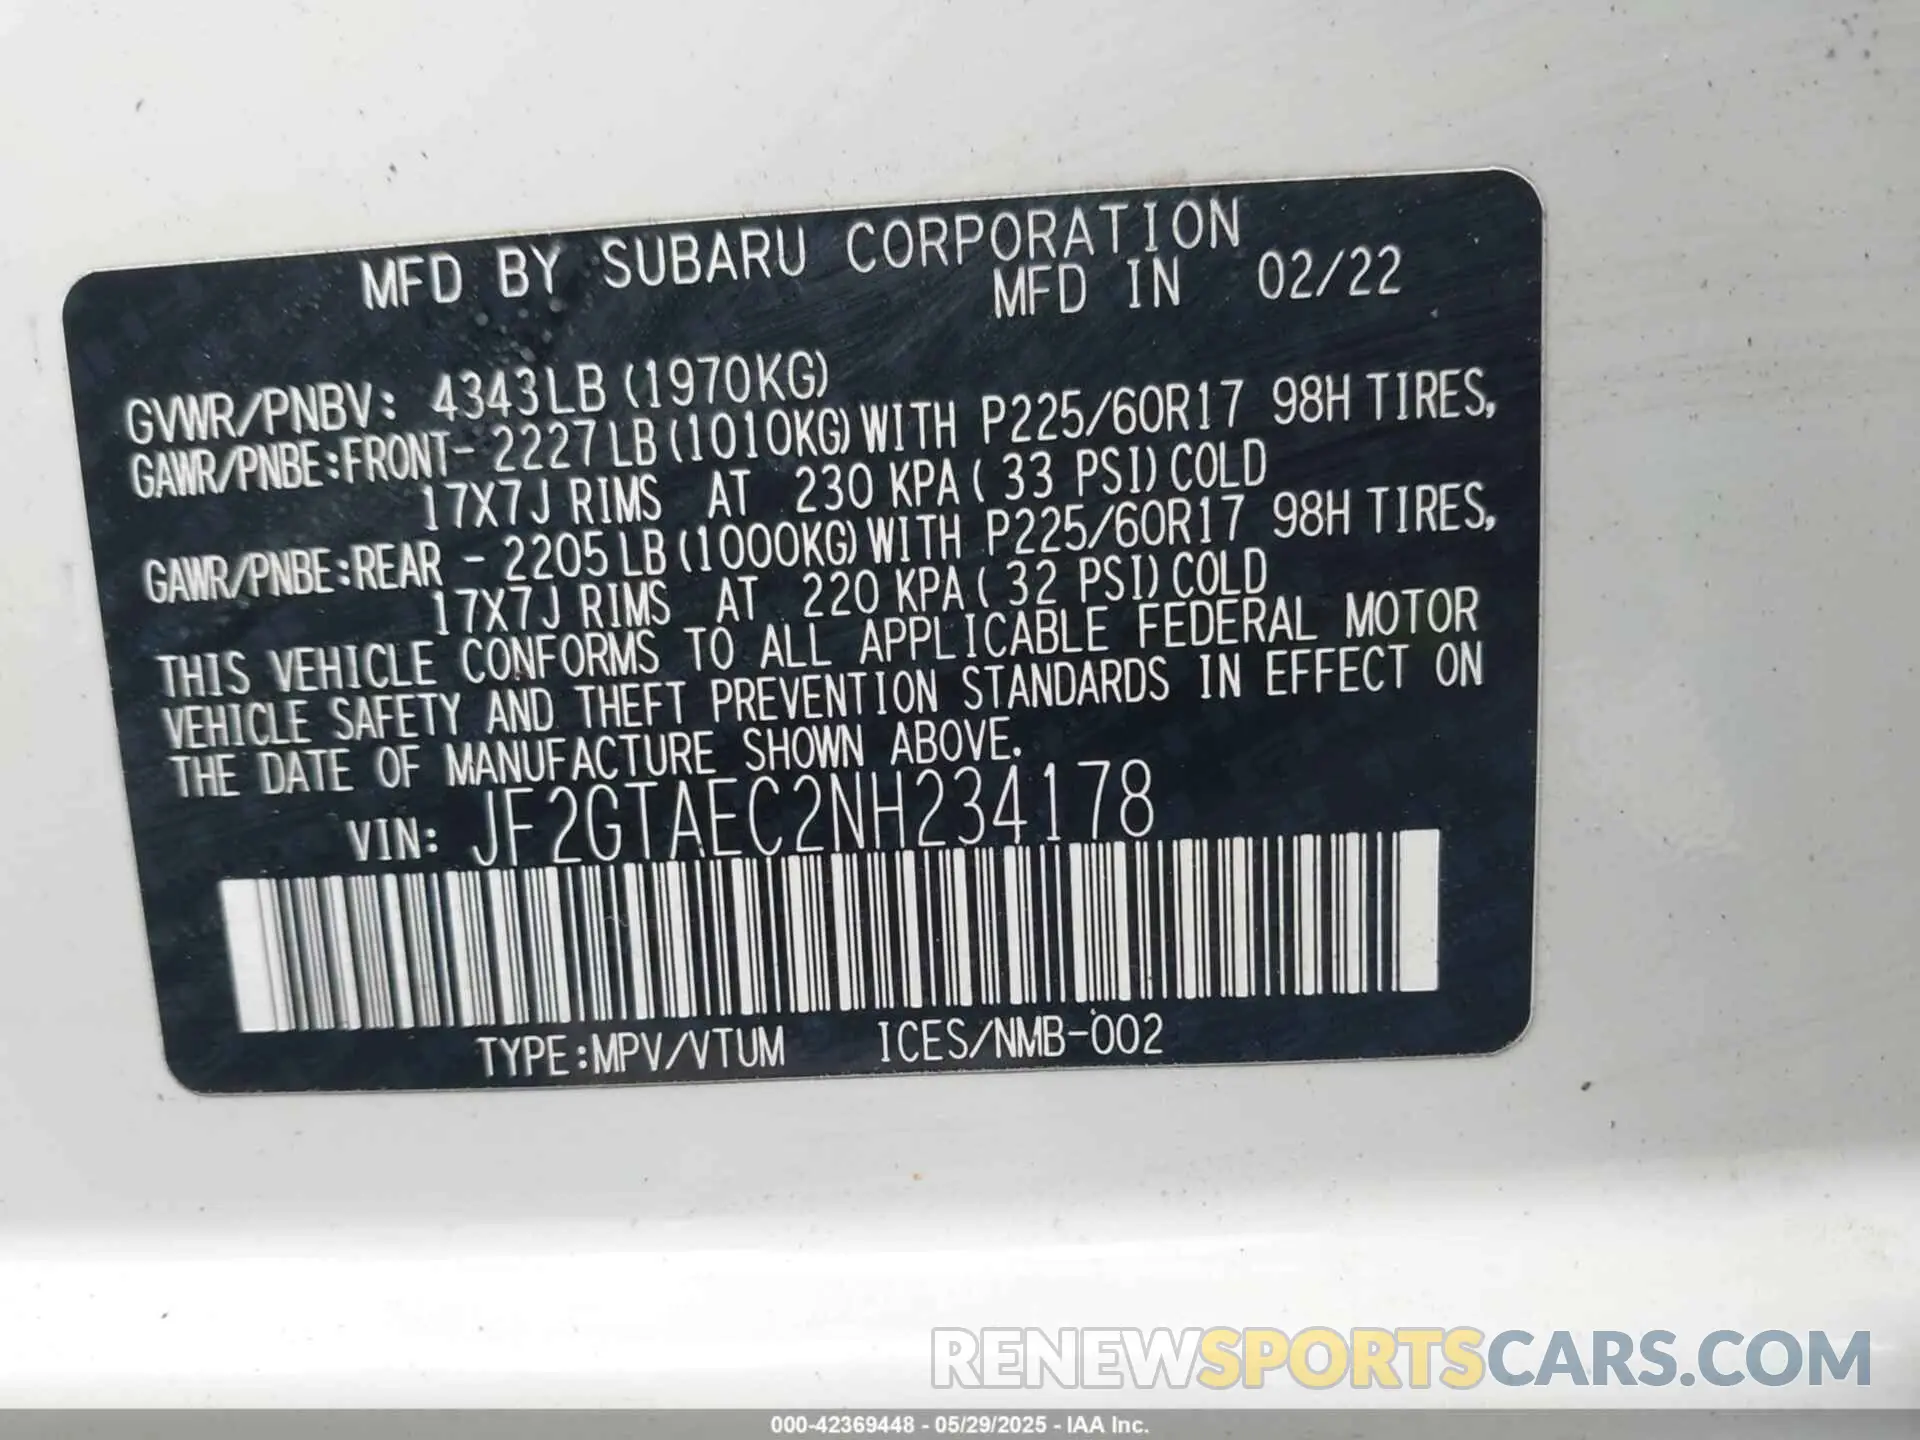 MFD BY SUBARU CORPORATION
MFD IN 02/22
GVWR/PNBV: 4343LB (1970KG)
GAWR/PNBE:FRONT- 2227LB (1010KG)WITH P225/60R17 98H TIRES,
17X7J RIMS AT 230 KPA ( 33 PSI)COLD
GAWR/PNBE:REAR - 2205LB (1000KG)WITH P225/60R17 98H TIRES,
17X7J RIMS AT 220 KPA ( 32 PSI)COLD
THIS VEHICLE CONFORMS TO ALL APPLICABLE FEDERAL MOTOR
VEHICLE SAFETY AND THEFT PREVENTION STANDARDS IN EFFECT ON
THE DATE OF MANUFACTURE SHOWN ABOVE.
VIN: JF2GTAEC2NH234178
TYPE:MPV/VTUM ICES/NMB-002
RENEWSPORTSCARS.COM
000-42369448 - 05/29/2025 - IAA Inc.